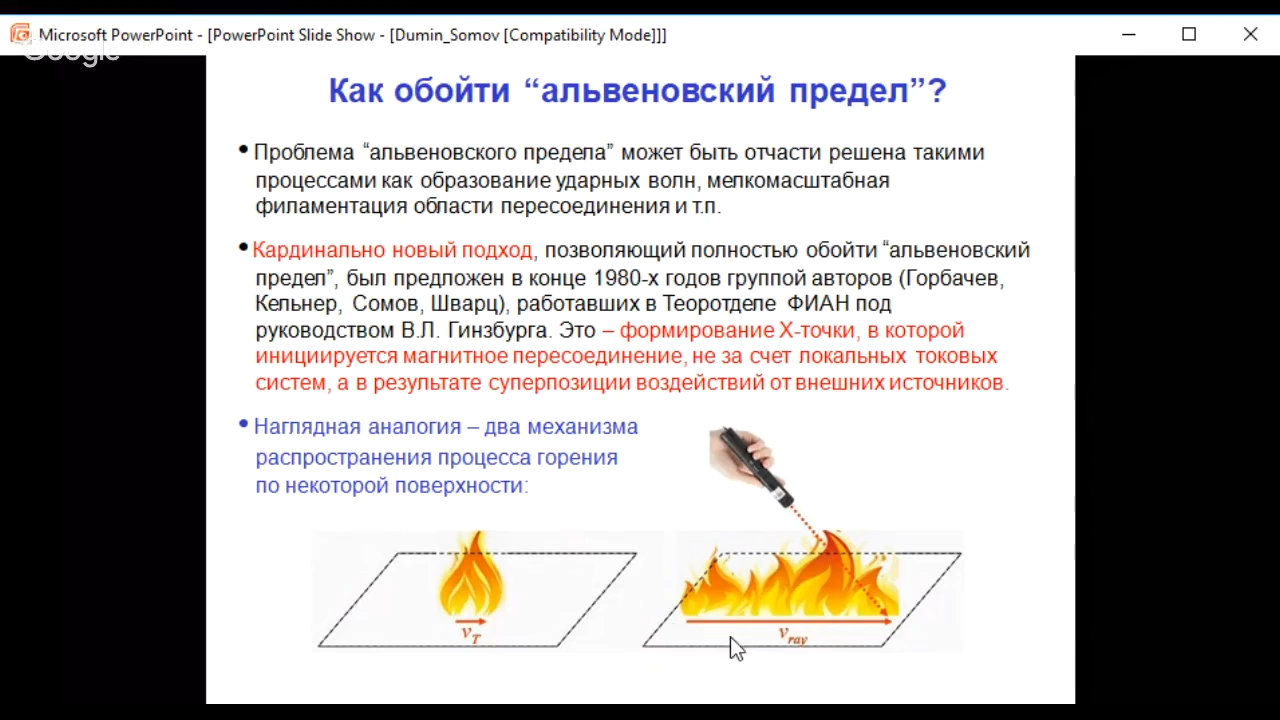 Microsoft PowerPoint - [PowerPoint Slide Show - [Dumin_Somov [Compatibility Mode]]]
Google
Как обойти “альвеновский предел”?
• Проблема “альвеновского предела” может быть отчасти решена такими
процессами как образование ударных волн, мелкомасштабная
филаментация области пересоединения и т.п.
• Кардинально новый подход, позволяющий полностью обойти “альвеновский
предел”, был предложен в конце 1980-х годов группой авторов (Горбачев,
Кельнер, Сомов, Шварц), работавших в Теоротделе ФИАН под
руководством В.Л. Гинзбурга. Это – формирование Х-точки, в которой
инициируется магнитное пересоединение, не за счет локальных токовых
систем, а в результате суперпозиции воздействий от внешних источников.
• Наглядная аналогия – два механизма
распространения процесса горения
по некоторой поверхности:
v_T
v_ray